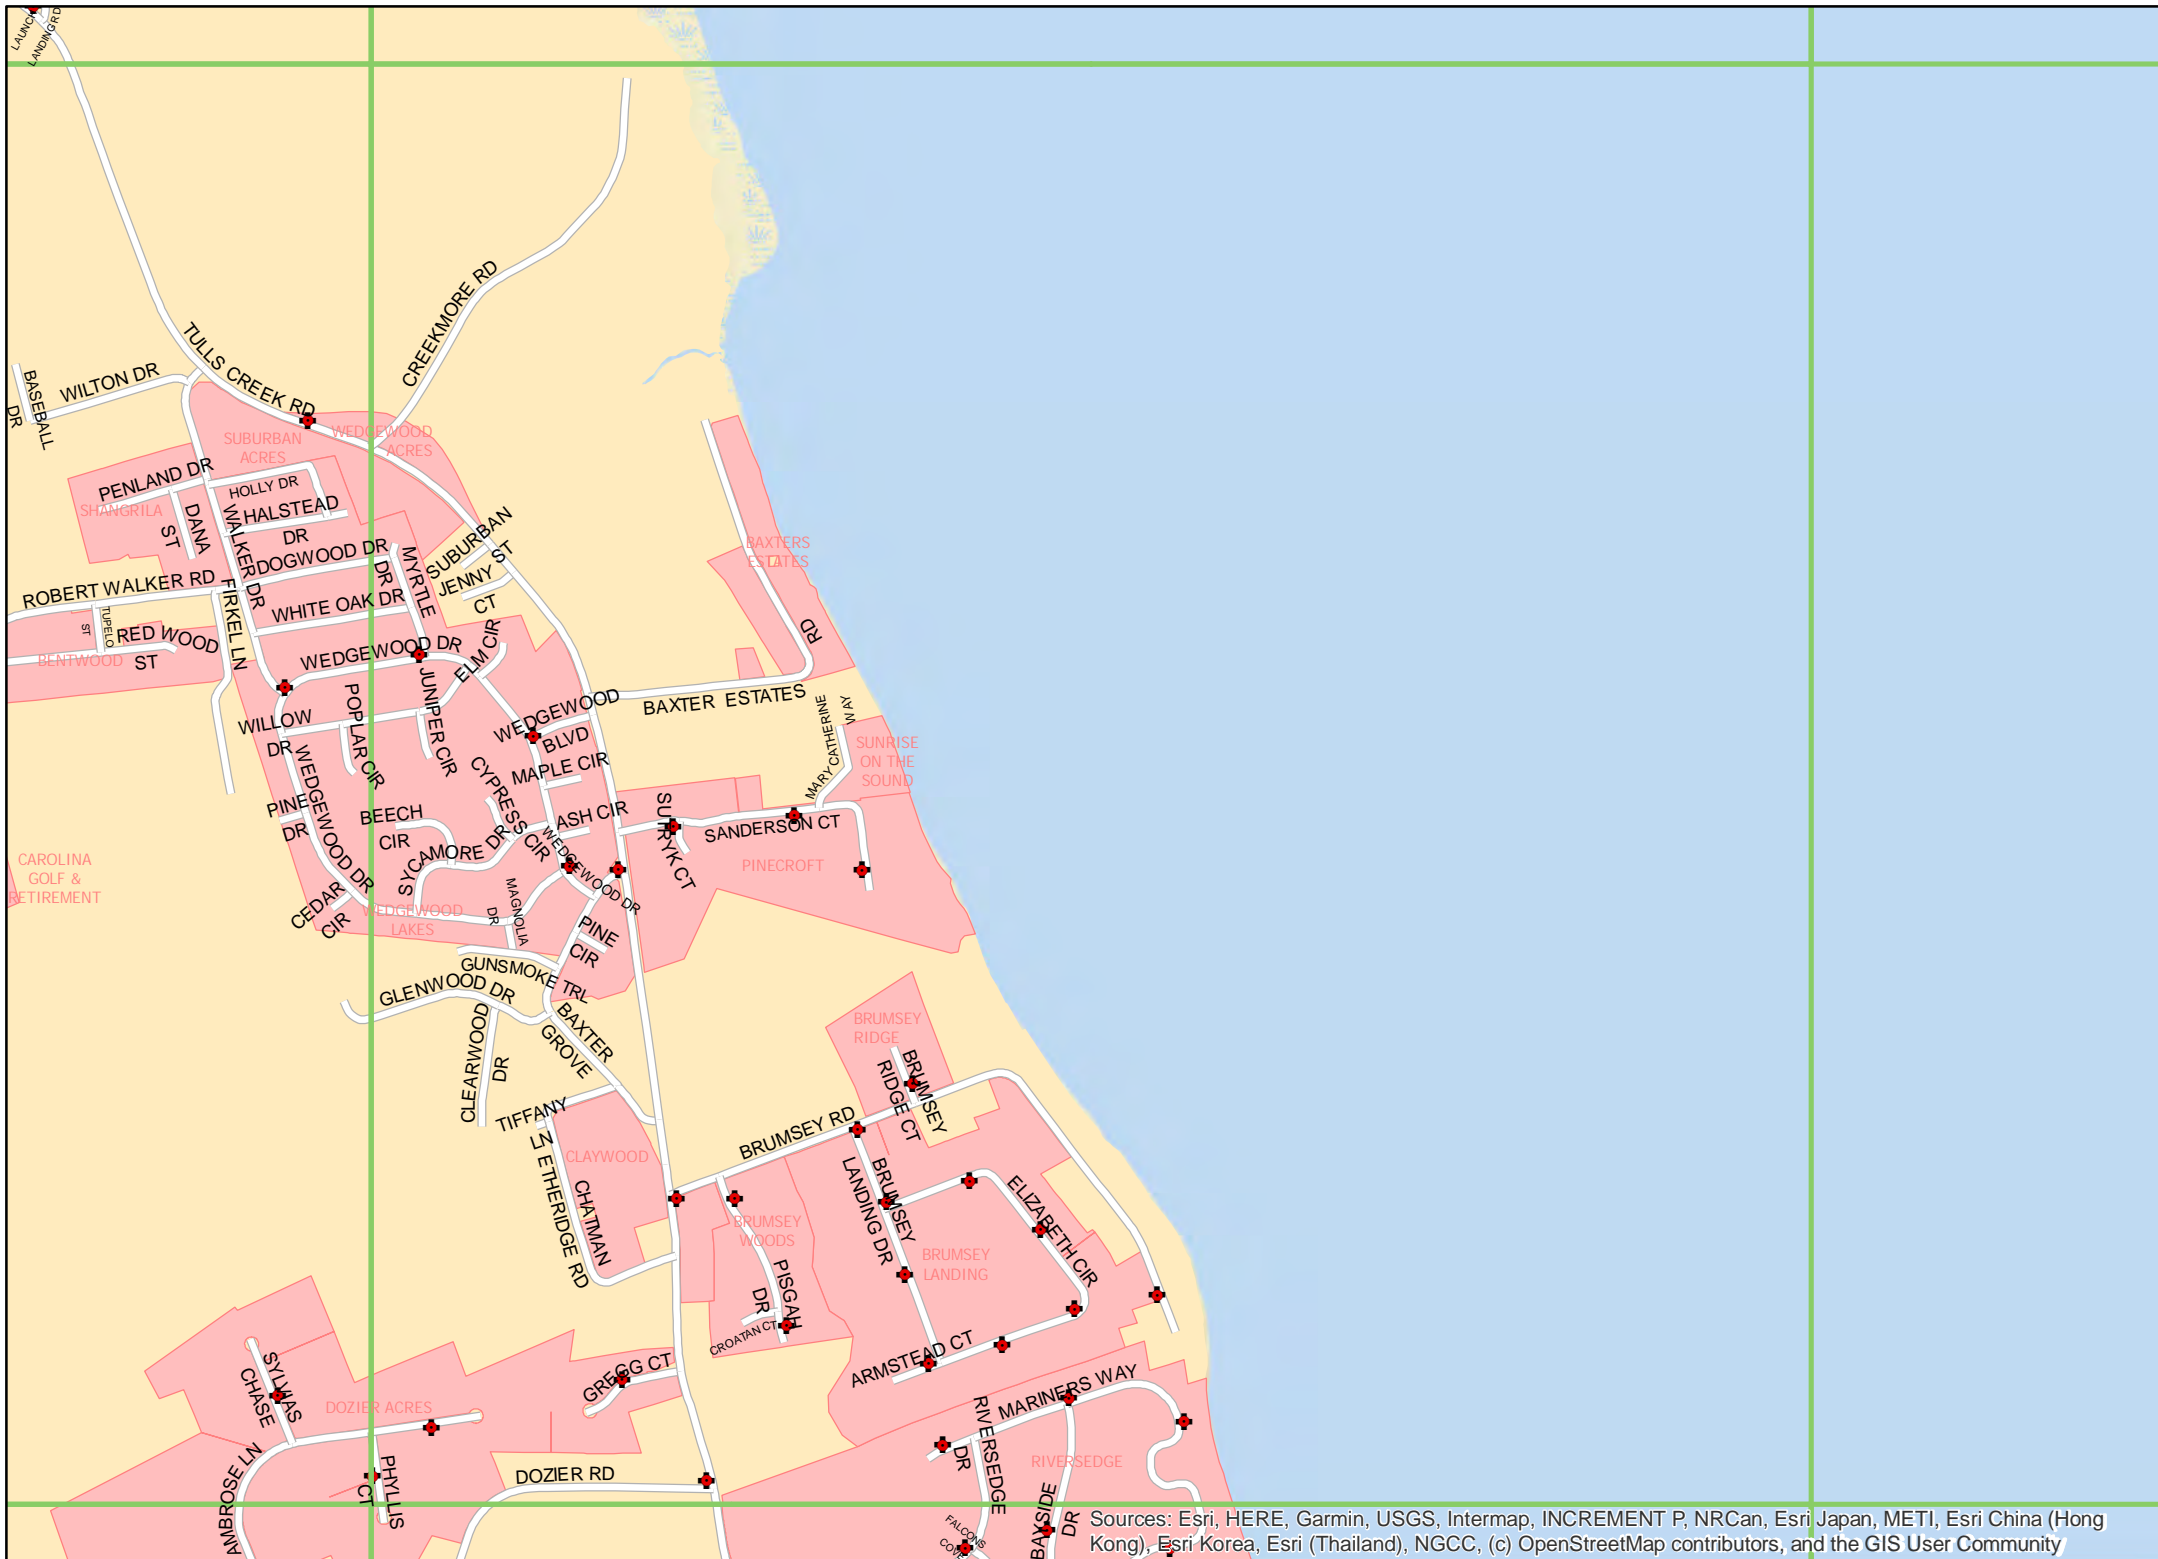 LAUNCH
LANDING RD
TULLS CREEK RD
CREEKMORE RD
WILTON DR
BASEBALL
DR
SUBURBAN
ACRES
WEDGEWOOD
ACRES
PENLAND DR
HOLLY DR
SHANGRILA
DANA
ST
HALSTEAD
DR
WALKER DR
DOGWOOD DR
MYRTLE
DR
SUBURBAN
ST
JENNY
CT
BAXTERS
ESTATES
ROBERT WALKER RD
FIRKEL LN
WHITE OAK DR
TUPELO
ST
RED WOOD
ST
BENTWOOD
WEDGEWOOD DR
ELM CIR
RD
BAXTER ESTATES
WILLOW
DR
POPLAR CIR
JUNIPER CIR
WEDGEWOOD
BLVD
MARY CATHERINE
WAY
SUNRISE
ON THE
SOUND
MAPLE CIR
CYPRESS CIR
WEDGEWOOD DR
PINE
DR
BEECH
CIR
ASH CIR
SURRYK CT
SANDERSON CT
PINECROFT
SYCAMORE DR
WEDGEWOOD DR
CAROLINA
GOLF &
RETIREMENT
CEDAR
CIR
WEDGEWOOD
LAKES
MAGNOLIA
DR
PINE
CIR
GUNSMOKE TRL
GLENWOOD DR
CLEARWOOD
DR
BAXTER
GROVE
BRUMSEY
RIDGE
BRUMSEY
RIDGE CT
TIFFANY
LN
BRUMSEY RD
CLAYWOOD
CHATMAN
ETHERIDGE RD
BRUMSEY
WOODS
BRUMSEY
LANDING DR
ELIZABETH CIR
BRUMSEY
LANDING
PISGAH
DR
CROATAN CT
ARMSTEAD CT
GREGG CT
SYLVIAS
CHASE
DOZIER ACRES
MARINERS WAY
RIVERSEDGE
DR
RIVERSEDGE
AMBROSE LN
PHYLLIS
CT
DOZIER RD
BAYSIDE
DR
FALCONS
COVE
Sources: Esri, HERE, Garmin, USGS, Intermap, INCREMENT P, NRCan, Esri Japan, METI, Esri China (Hong
Kong), Esri Korea, Esri (Thailand), NGCC, (c) OpenStreetMap contributors, and the GIS User Community